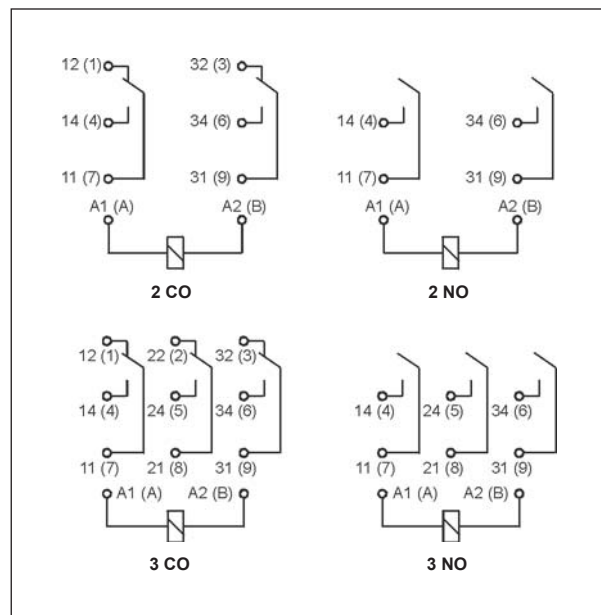 12 (1) 32 (3)
14 (4) 34 (6) 14 (4) 34 (6)
11 (7) 31 (9) 11 (7) 31 (9)
A1 (A) A2 (B) A1 (A) A2 (B)
2 CO 2 NO
12 (1) 22 (2) 32 (3)
14 (4) 24 (5) 34 (6) 14 (4) 24 (5) 34 (6)
11 (7) 21 (8) 31 (9) 11 (7) 21 (8) 31 (9)
A1 (A) A2 (B) A1 (A) A2 (B)
3 CO 3 NO